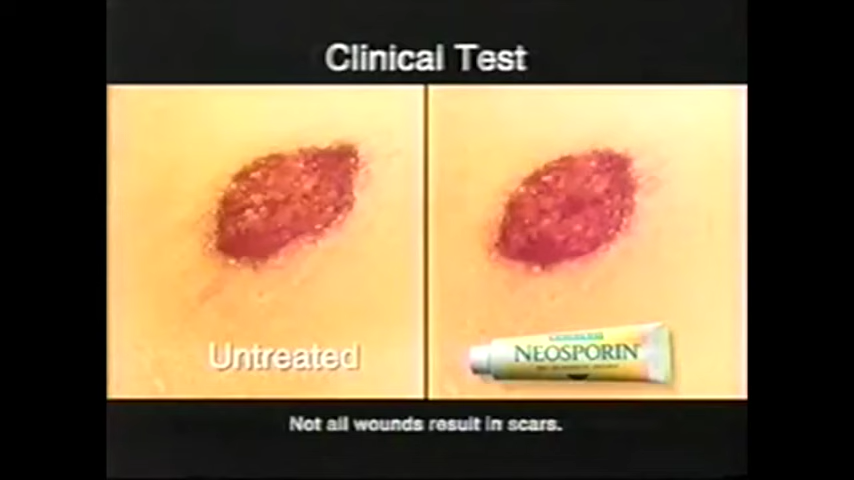 Clinical Test
Untreated
NEOSPORIN
Not all wounds result in scars.